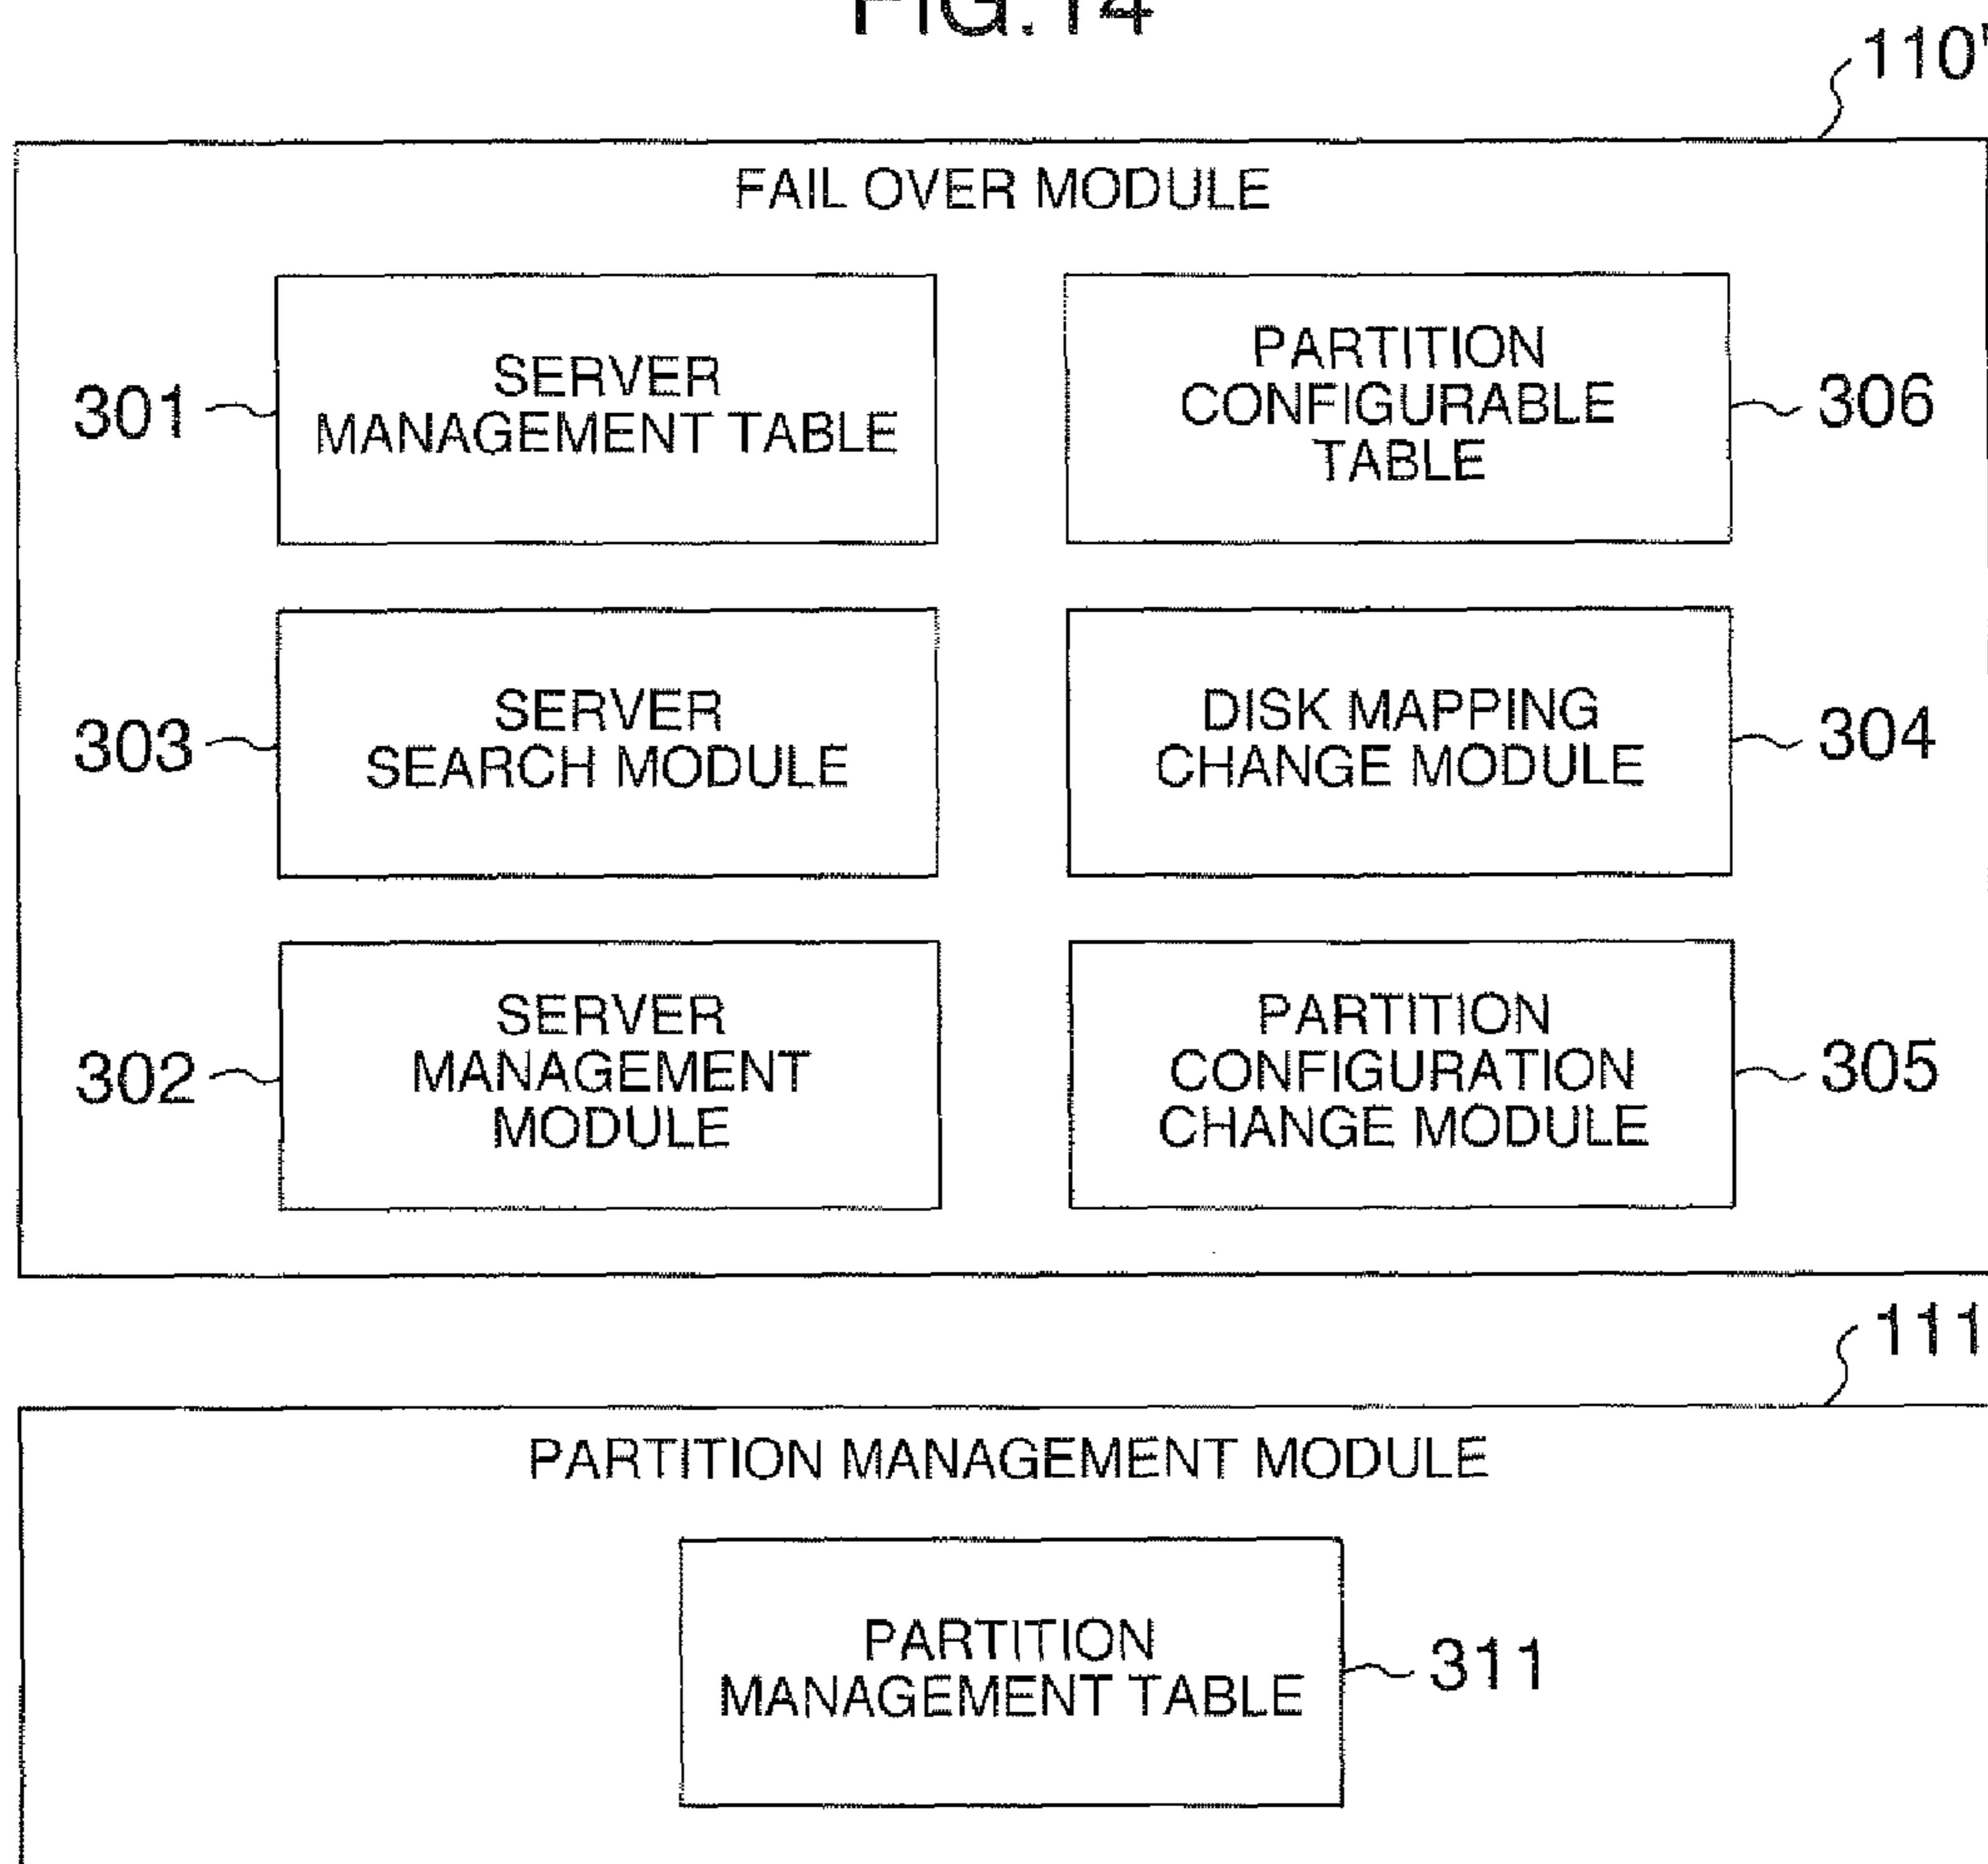 FIG.14
110'
FAIL OVER MODULE
SERVER
MANAGEMENT TABLE
301
PARTITION
CONFIGURABLE
TABLE
306
SERVER
SEARCH MODULE
303
DISK MAPPING
CHANGE MODULE
304
SERVER
MANAGEMENT
MODULE
302
PARTITION
CONFIGURATION
CHANGE MODULE
305
111
PARTITION MANAGEMENT MODULE
PARTITION
MANAGEMENT TABLE
311